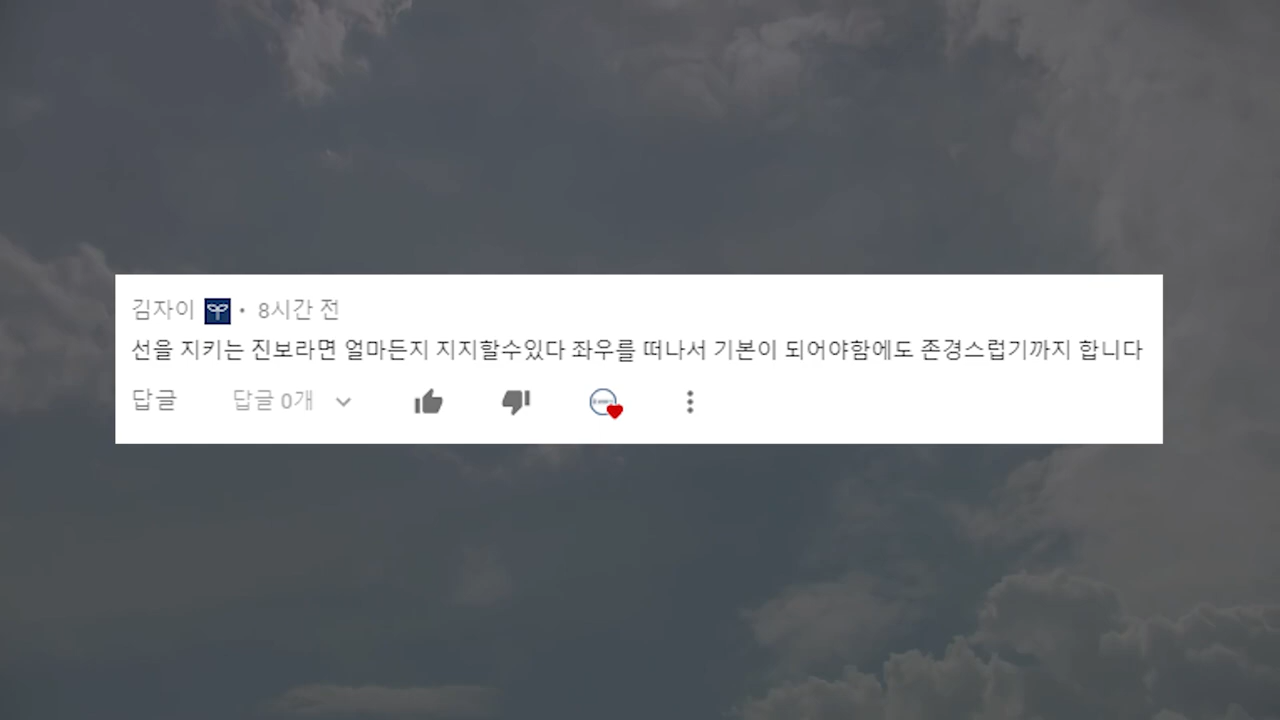 김자이 • 8시간 전
선을 지키는 진보라면 얼마든지 지지할수있다 좌우를 떠나서 기본이 되어야함에도 존경스럽기까지 합니다
답글 답글 0개